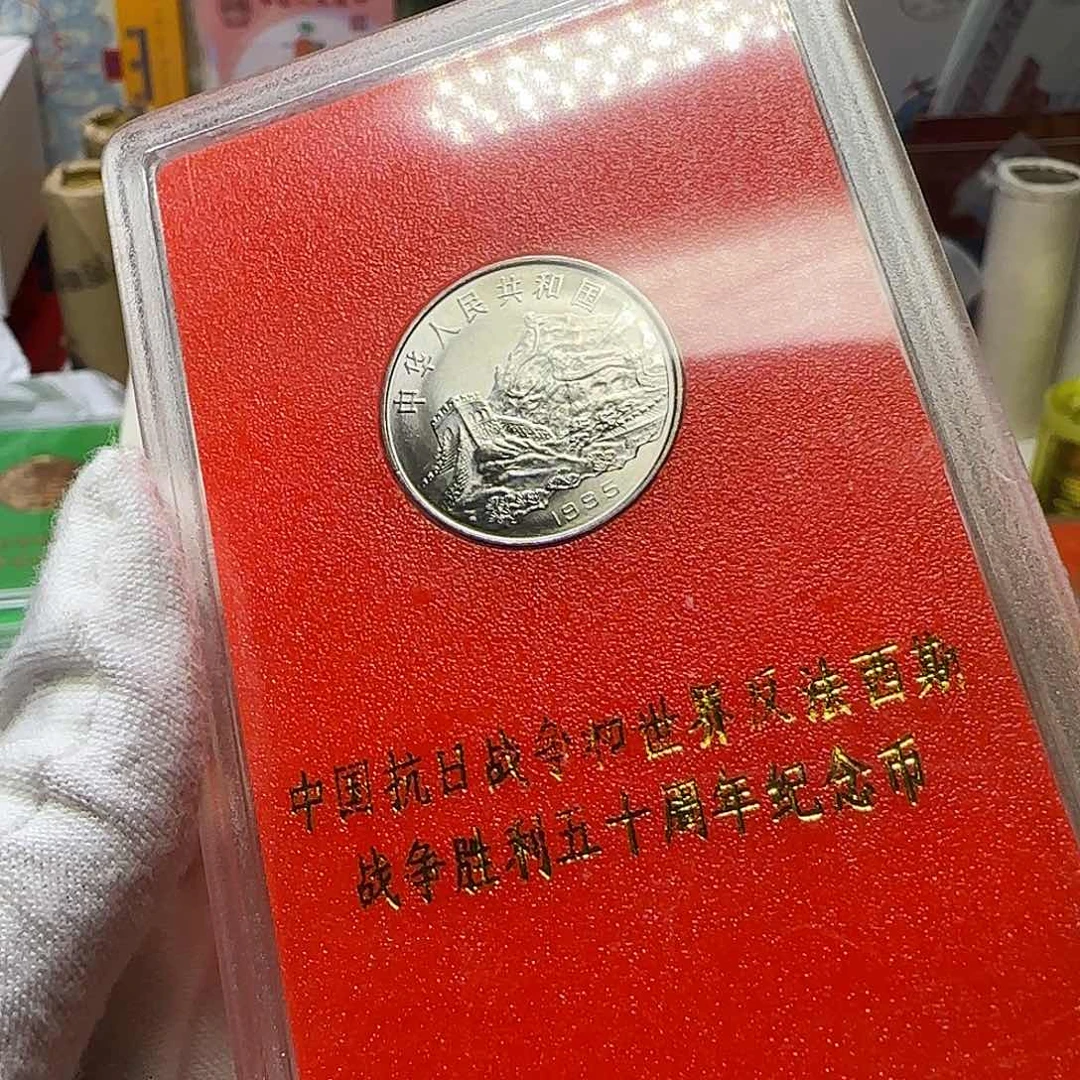 中华人民共和国
1995
中国抗日战争和世界反法西斯
战争胜利五十周年纪念币